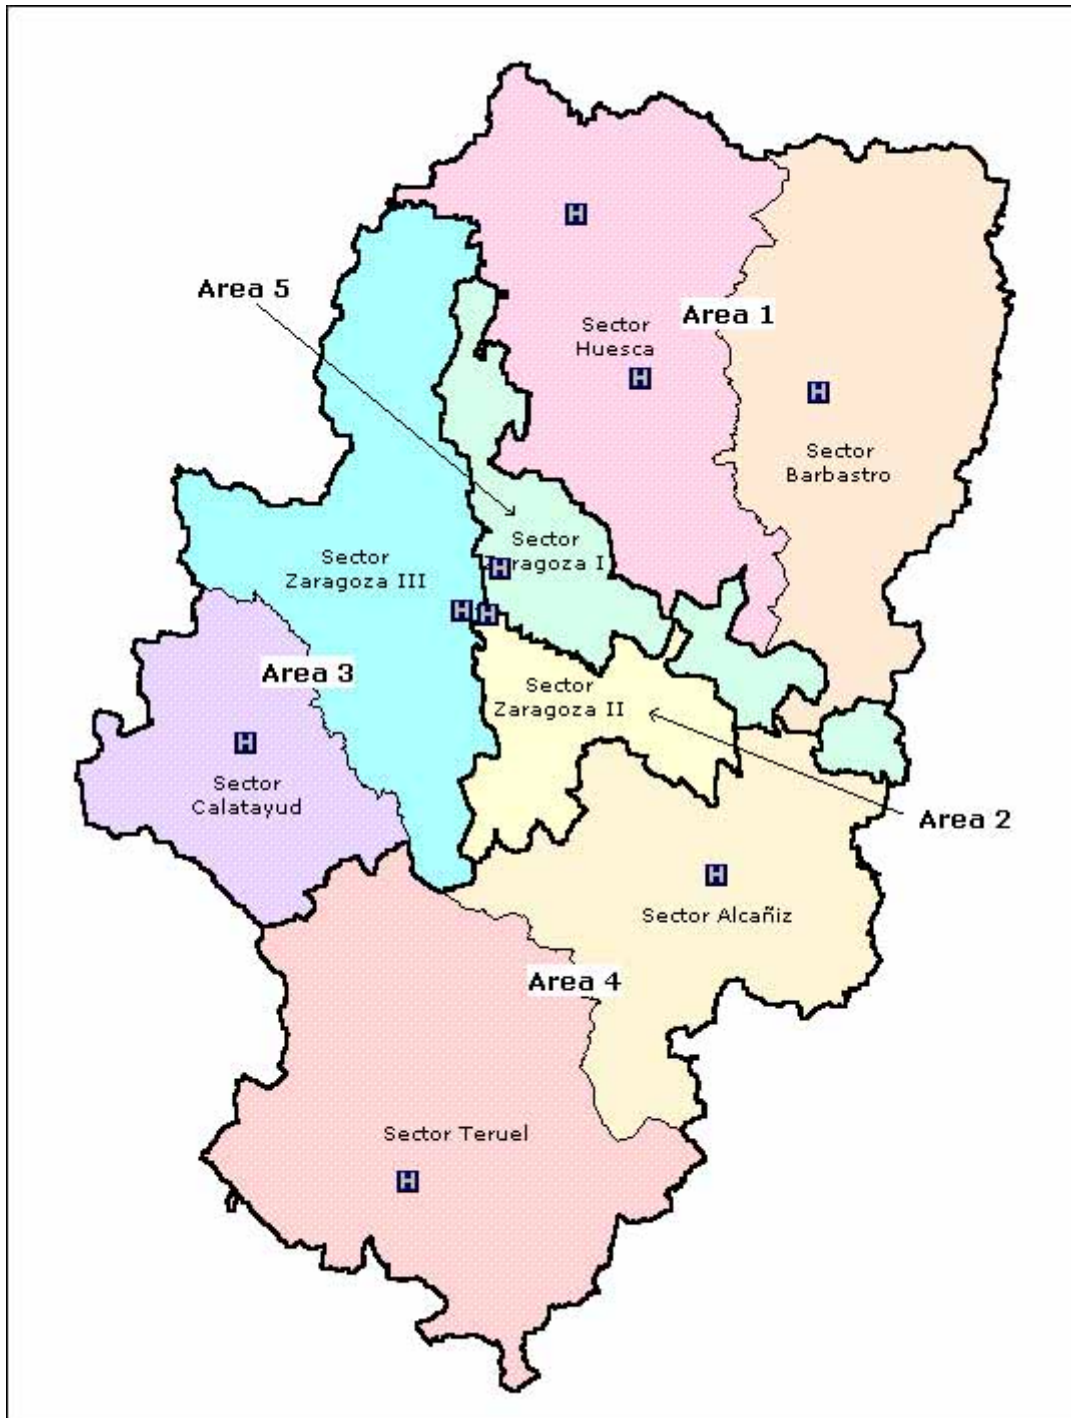 H
Area 5
Area 1
Sector
Huesca
H
H
Sector
Barbastro
Sector
Zaragoza I
H
Sector
Zaragoza III
H
H
Area 3
Sector
Zaragoza II
H
Sector
Calatayud
Area 2
H
Sector Alcañiz
Area 4
Sector Teruel
H